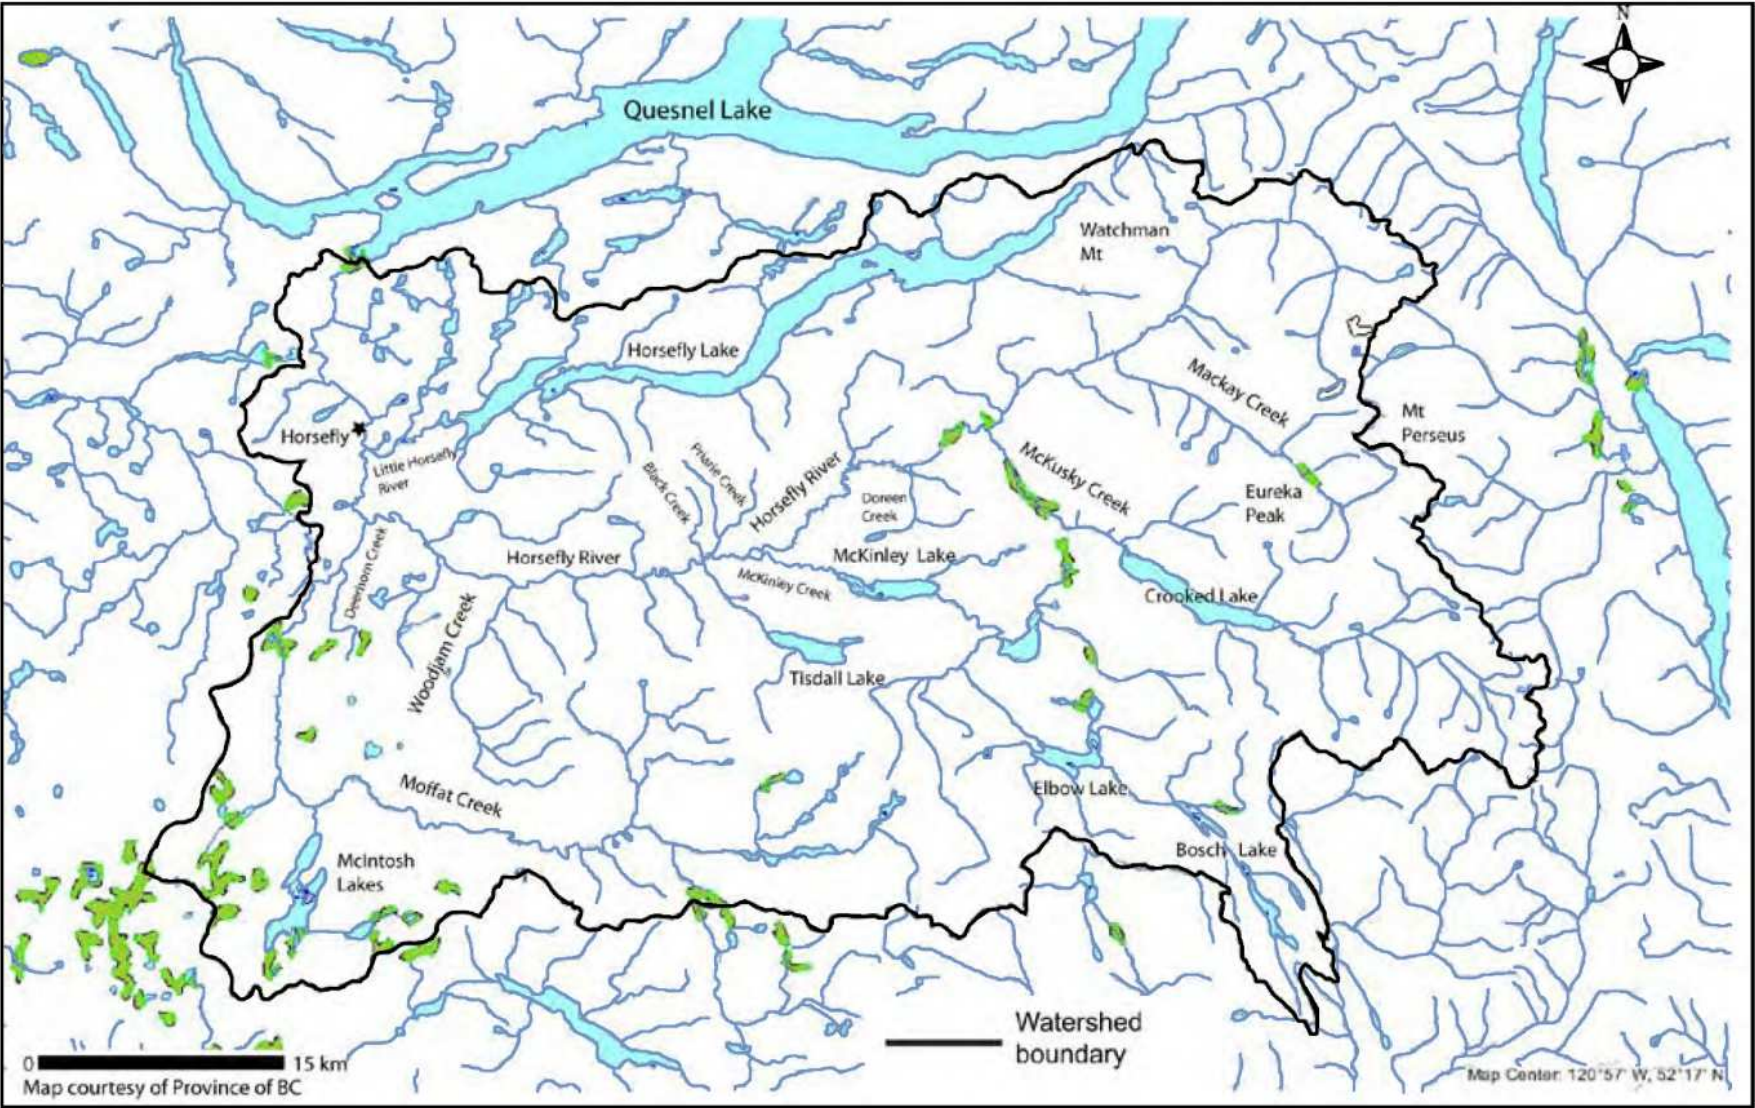 N
Quesnel Lake
Watchman
Mt
Horsefly Lake
Mackay Creek
Mt
Perseus
Horsefly
Little Horsefly
River
Black Creek
Prairie Creek
Horsefly River
Doreen
Creek
McKusky Creek
Eureka
Peak
Deerhorn Creek
Horsefly River
McKinley Lake
McKinley Creek
Crooked Lake
Woodjam Creek
Tisdall Lake
Moffat Creek
Elbow Lake
McIntosh
Lakes
Bosch Lake
Watershed
boundary
0 15 km
Map courtesy of Province of BC
Map Center: 120°57' W, 52°17' N